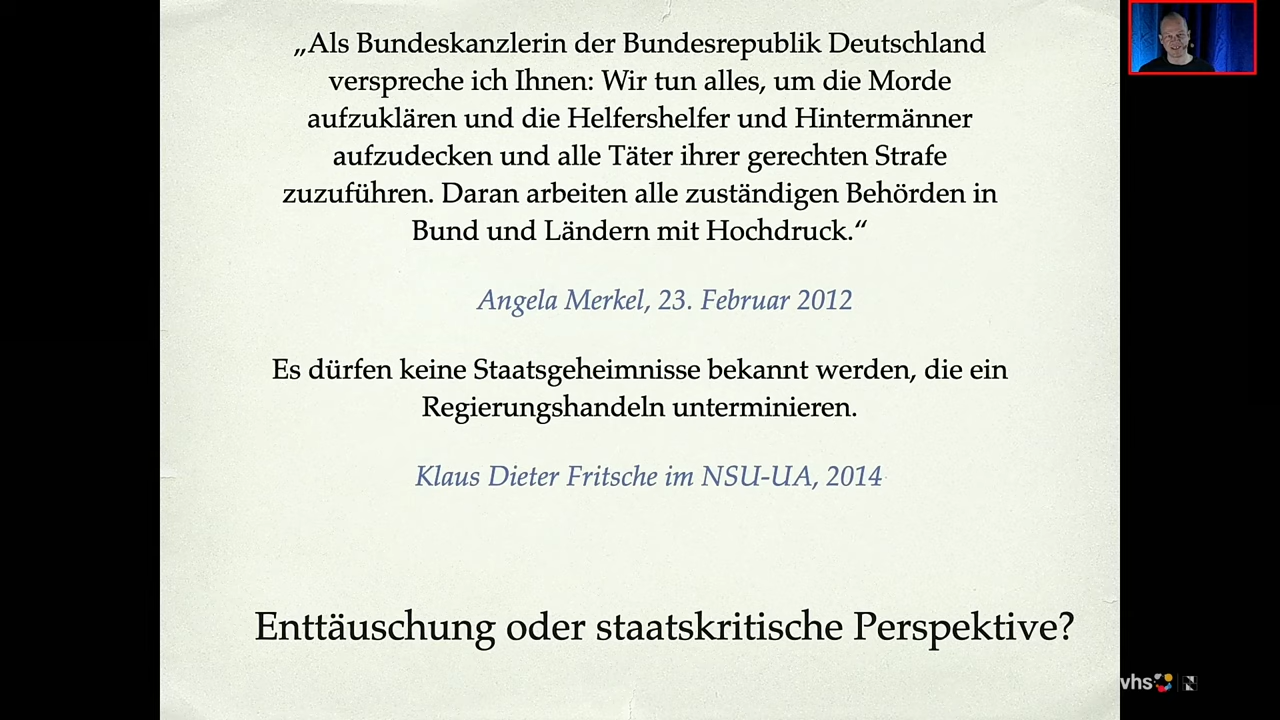 „Als Bundeskanzlerin der Bundesrepublik Deutschland
verspreche ich Ihnen: Wir tun alles, um die Morde
aufzuklären und die Helfershelfer und Hintermänner
aufzudecken und alle Täter ihrer gerechten Strafe
zuzuführen. Daran arbeiten alle zuständigen Behörden in
Bund und Ländern mit Hochdruck.“
Angela Merkel, 23. Februar 2012
Es dürfen keine Staatsgeheimnisse bekannt werden, die ein
Regierungshandeln unterminieren.
Klaus Dieter Fritsche im NSU-UA, 2014
Enttäuschung oder staatskritische Perspektive?
vhs